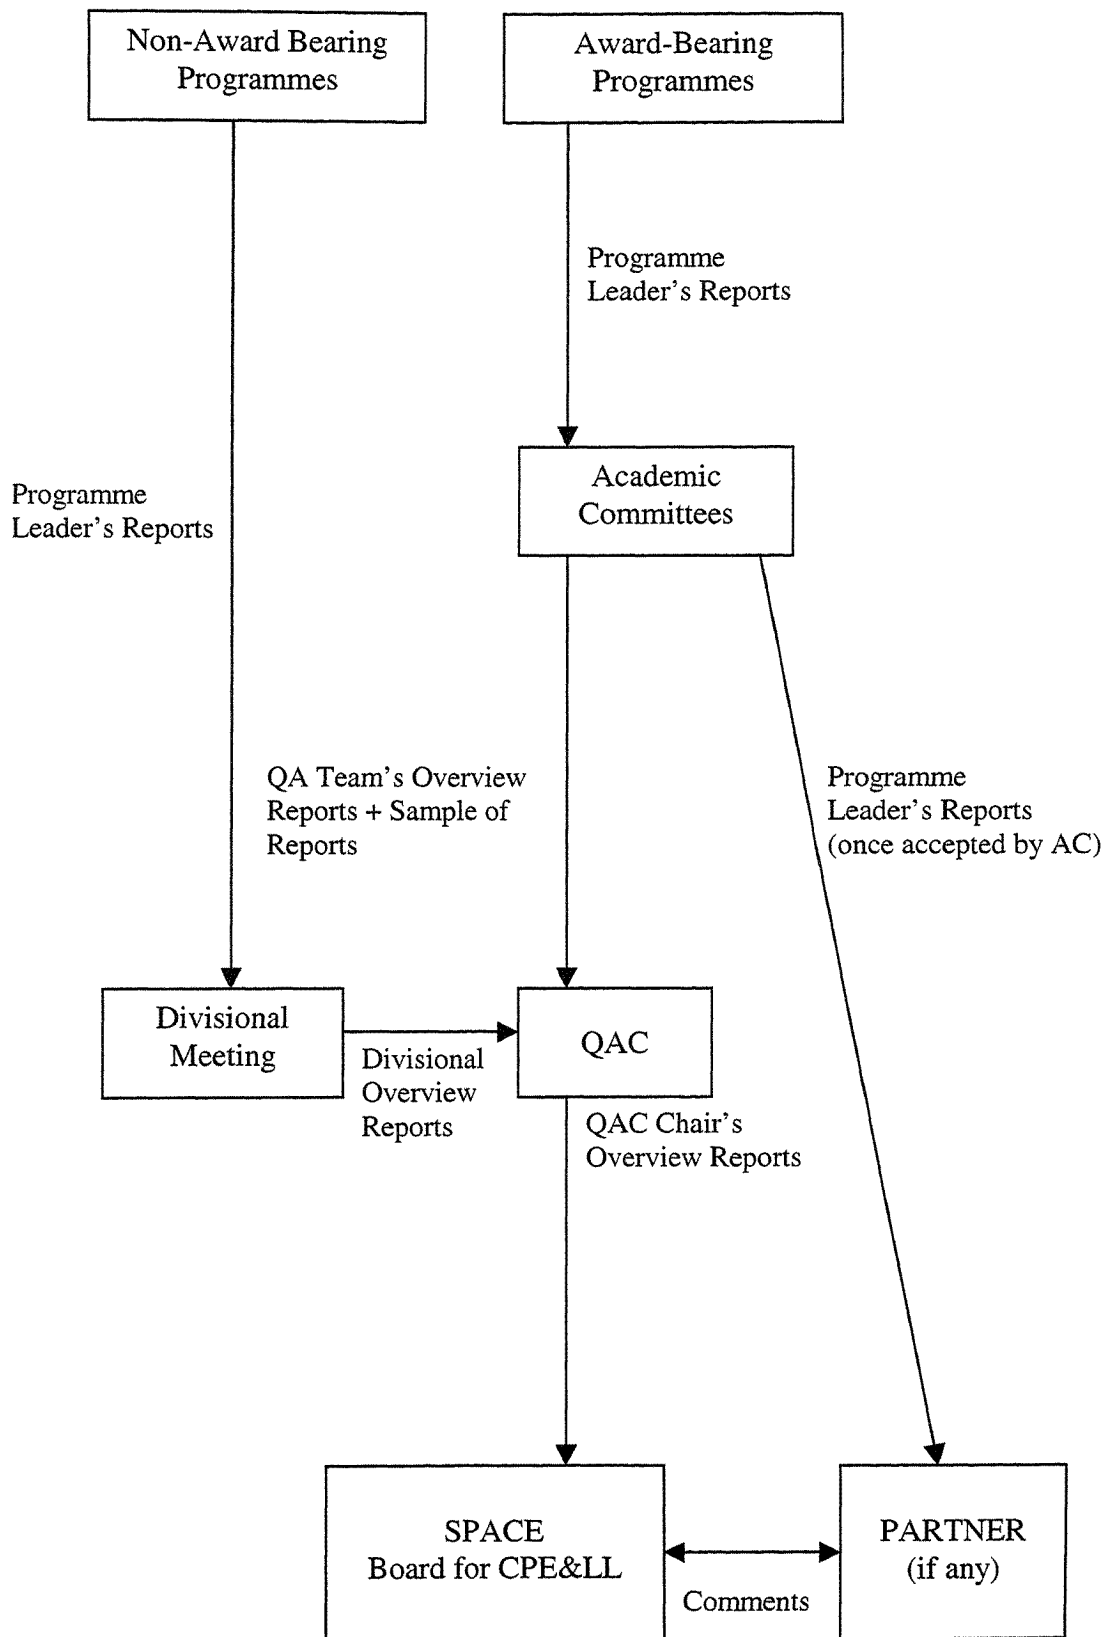 Non-Award Bearing
Programmes
Award-Bearing
Programmes
Programme
Leader's Reports
Academic
Committees
Programme
Leader's Reports
QA Team's Overview
Reports + Sample of
Reports
Programme
Leader's Reports
(once accepted by AC)
Divisional
Meeting
QAC
Divisional
Overview
Reports
QAC Chair's
Overview Reports
SPACE
Board for CPE&LL
PARTNER
(if any)
Comments